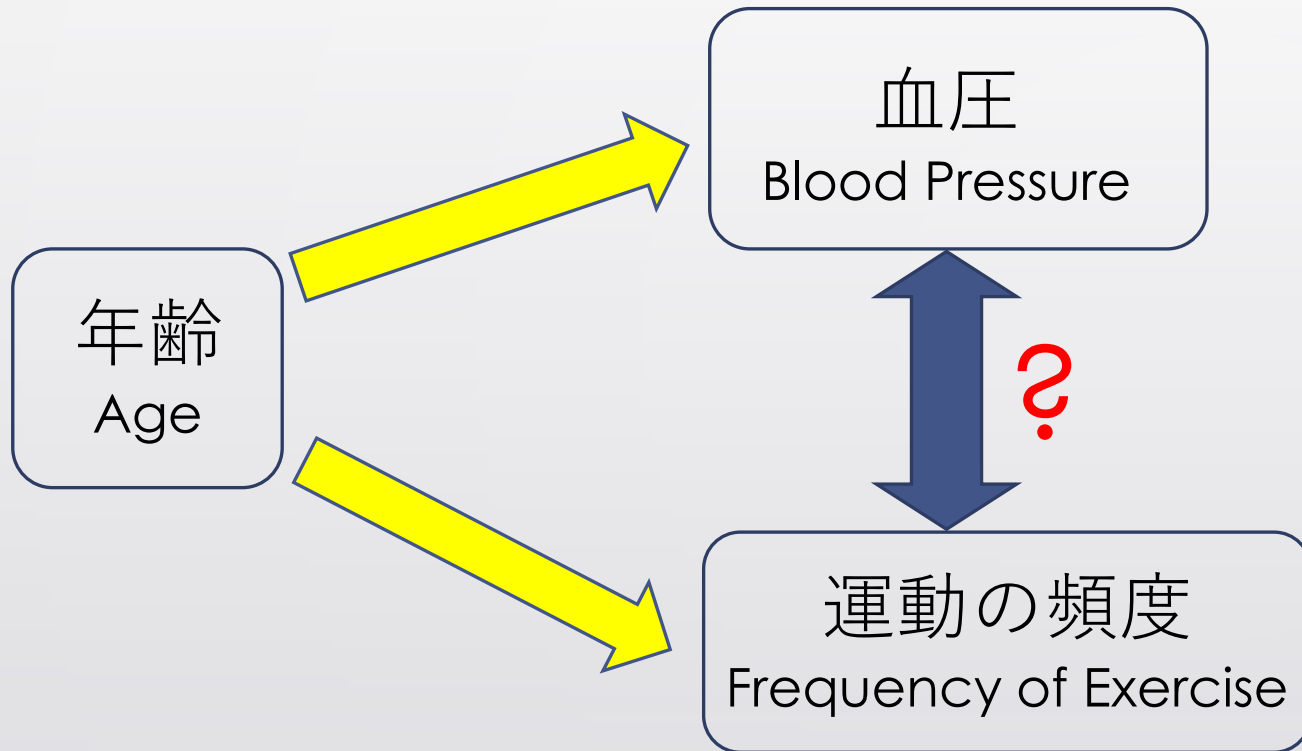 血圧
Blood Pressure
年齢
Age
?
運動の頻度
Frequency of Exercise